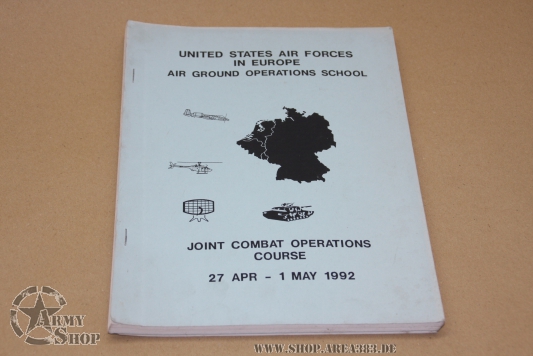 UNITED STATES AIR FORCES
IN EUROPE
AIR GROUND OPERATIONS SCHOOL
JOINT COMBAT OPERATIONS
COURSE
27 APR - 1 MAY 1992
ARMY
SHOP
www.SHOP.AREA383.DE